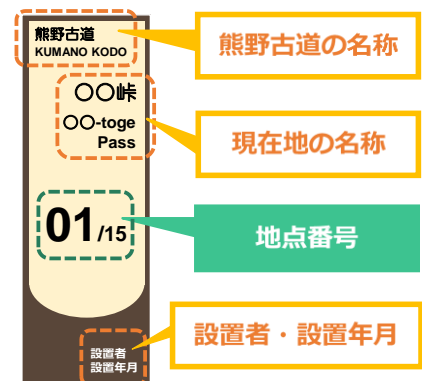 熊野古道
KUMANO KODO
熊野古道の名称
〇〇峠
〇〇-toge
Pass
現在地の名称
01/15
地点番号
設置者・設置年月
設置者
設置年月